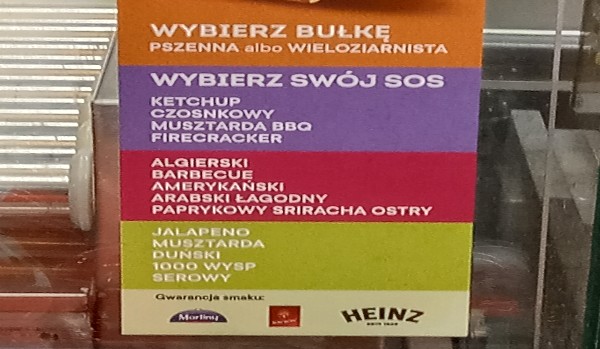 WYBIERZ BUŁKĘ
PSZENNA albo WIELOZIARNISTA
WYBIERZ SWÓJ SOS
KETCHUP
CZOSNKOWY
MUSZTARDA BBQ
FIRECRACKER
ALGIERSKI
BARBECUE
AMERYKAŃSKI
ARABSKI ŁAGODNY
PAPRYKOWY SRIRACHA OSTRY
JALAPENO
MUSZTARDA
DUŃSKI
1000 WYSP
SEROWY
Gwarancja smaku:
HEINZ